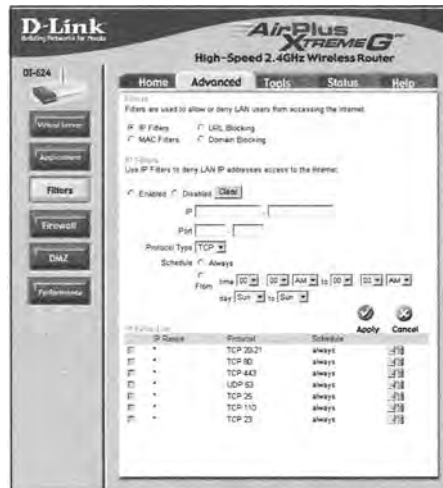 D-Link
Building Networks for People
AirPlus
XTREME G
High-Speed 2.4GHz Wireless Router
DI-624
Home Advanced Tools Status Help
Filters
Filters are used to allow or deny LAN users from accessing the Internet.
IP Filters URL Blocking
MAC Filters Domain Blocking
IP Filters
Use IP Filters to deny LAN IP addresses access to the Internet.
Enabled Disabled Clear
IP -
Port -
Protocol Type TCP
Schedule Always
From time 00 : 00 AM to 00 : 00 AM
day Sun to Sun
Apply Cancel
IP Range Protocol Schedule
* TCP 20-21 always
* TCP 80 always
* TCP 443 always
* UDP 53 always
* TCP 25 always
* TCP 110 always
* TCP 23 always
Virtual Server
Application
Filters
Firewall
DMZ
Performance